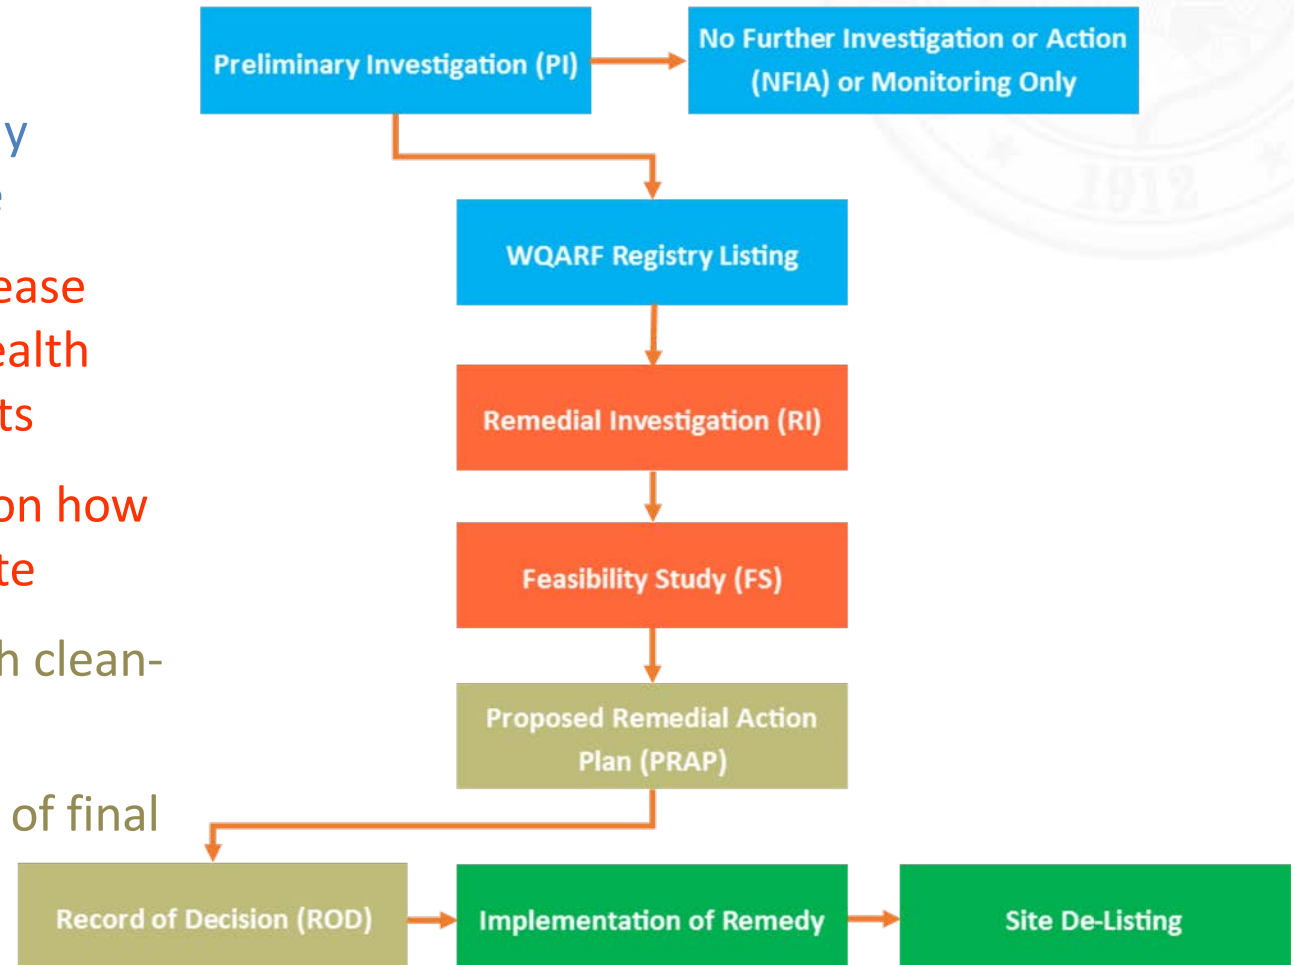 Preliminary Investigation (PI)
No Further Investigation or Action
(NFIA) or Monitoring Only
y
e
ease
ealth
ts
on how
te
h clean-
of final
1912
WQARF Registry Listing
Remedial Investigation (RI)
Feasibility Study (FS)
Proposed Remedial Action
Plan (PRAP)
Record of Decision (ROD)
Implementation of Remedy
Site De-Listing